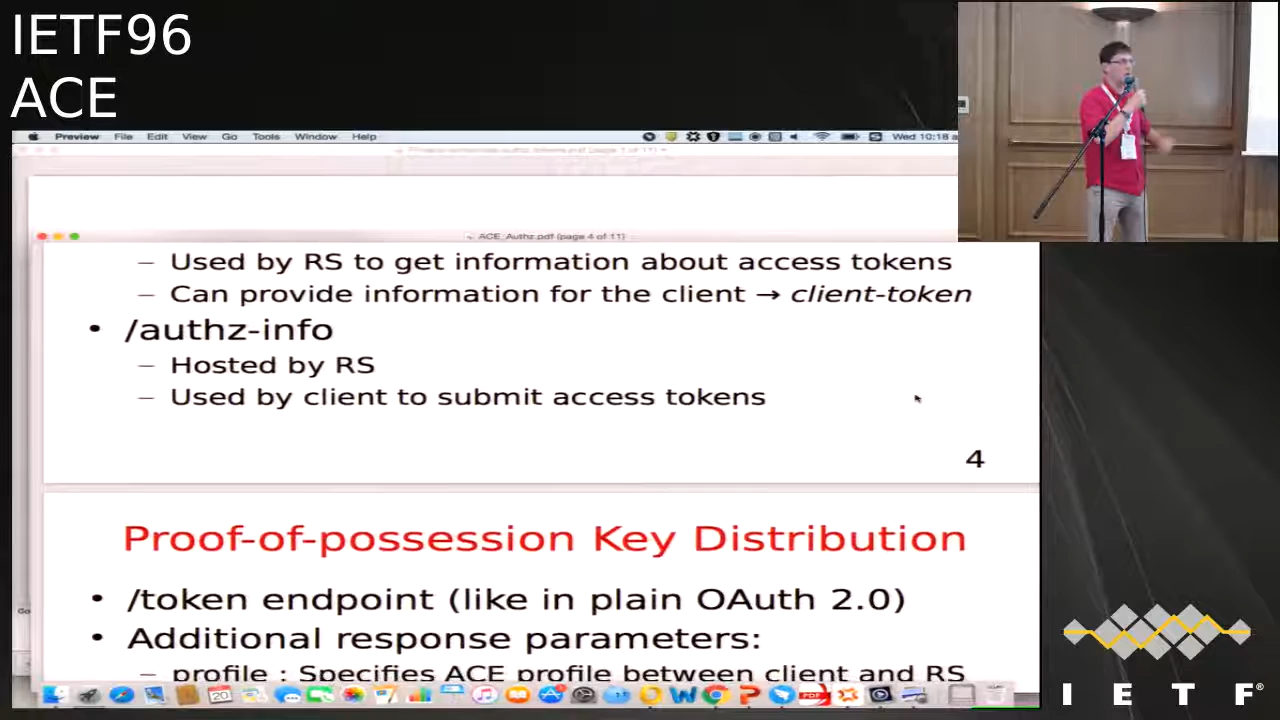 IETF96
ACE
Preview File Edit View Go Tools Window Help
Wed 10:18 a
ACE_Authz.pdf (page 4 of 11)
– Used by RS to get information about access tokens
– Can provide information for the client → client-token
• /authz-info
– Hosted by RS
– Used by client to submit access tokens
4
Proof-of-possession Key Distribution
• /token endpoint (like in plain OAuth 2.0)
• Additional response parameters:
– profile : Specifies ACE profile between client and RS
20
PDF
I E T F®